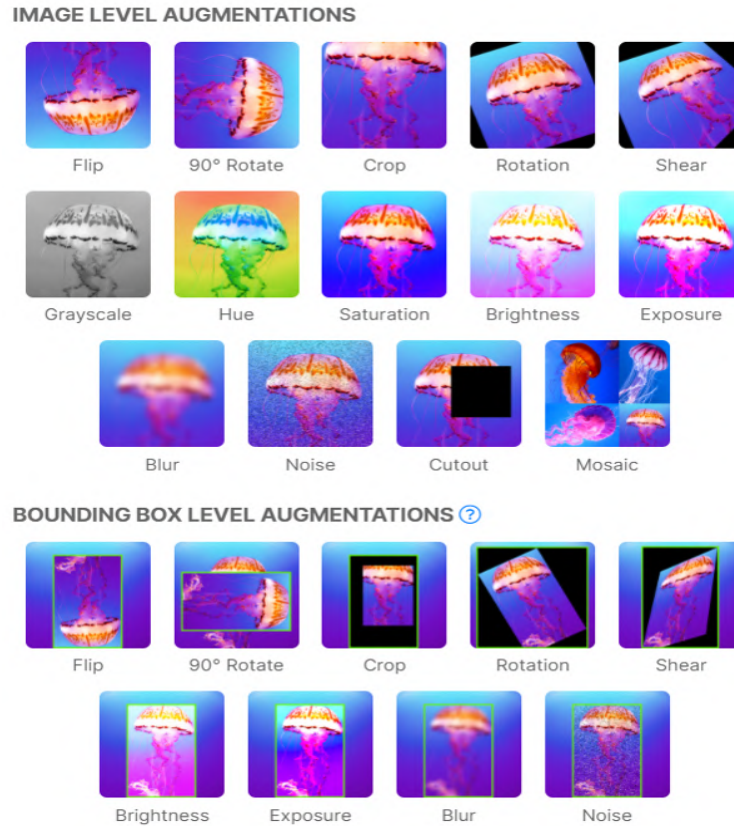 IMAGE LEVEL AUGMENTATIONS
Flip 90° Rotate Crop Rotation Shear
Grayscale Hue Saturation Brightness Exposure
Blur Noise Cutout Mosaic
BOUNDING BOX LEVEL AUGMENTATIONS ?
Flip 90° Rotate Crop Rotation Shear
Brightness Exposure Blur Noise